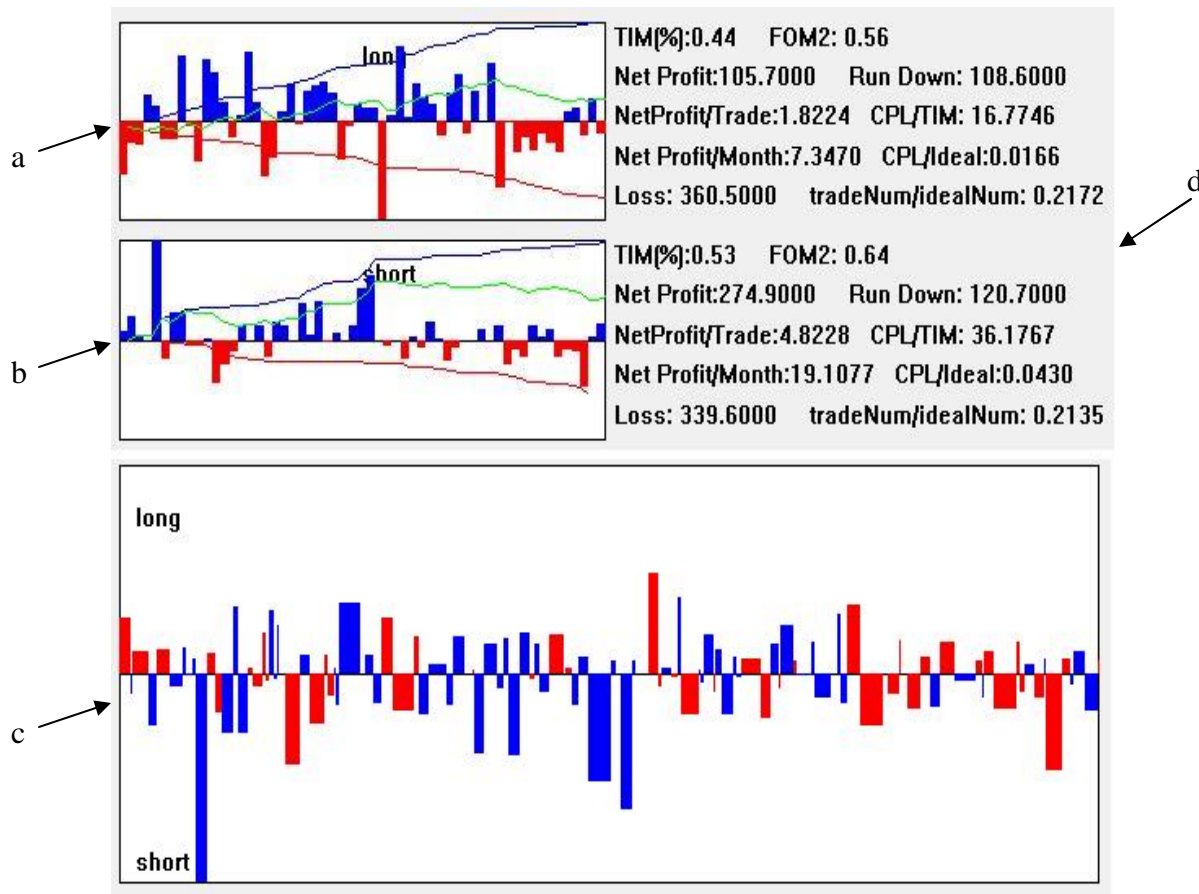 TIM(%):0.44 FOM2: 0.56
long
Net Profit:105.7000 Run Down: 108.6000
NetProfit/Trade:1.8224 CPL/TIM: 16.7746
a
Net Profit/Month:7.3470 CPL/Ideal:0.0166
Loss: 360.5000 tradeNum/idealNum: 0.2172
d
TIM(%):0.53 FOM2: 0.64
short
Net Profit:274.9000 Run Down: 120.7000
NetProfit/Trade:4.8228 CPL/TIM: 36.1767
b
Net Profit/Month:19.1077 CPL/Ideal:0.0430
Loss: 339.6000 tradeNum/idealNum: 0.2135
long
c
short